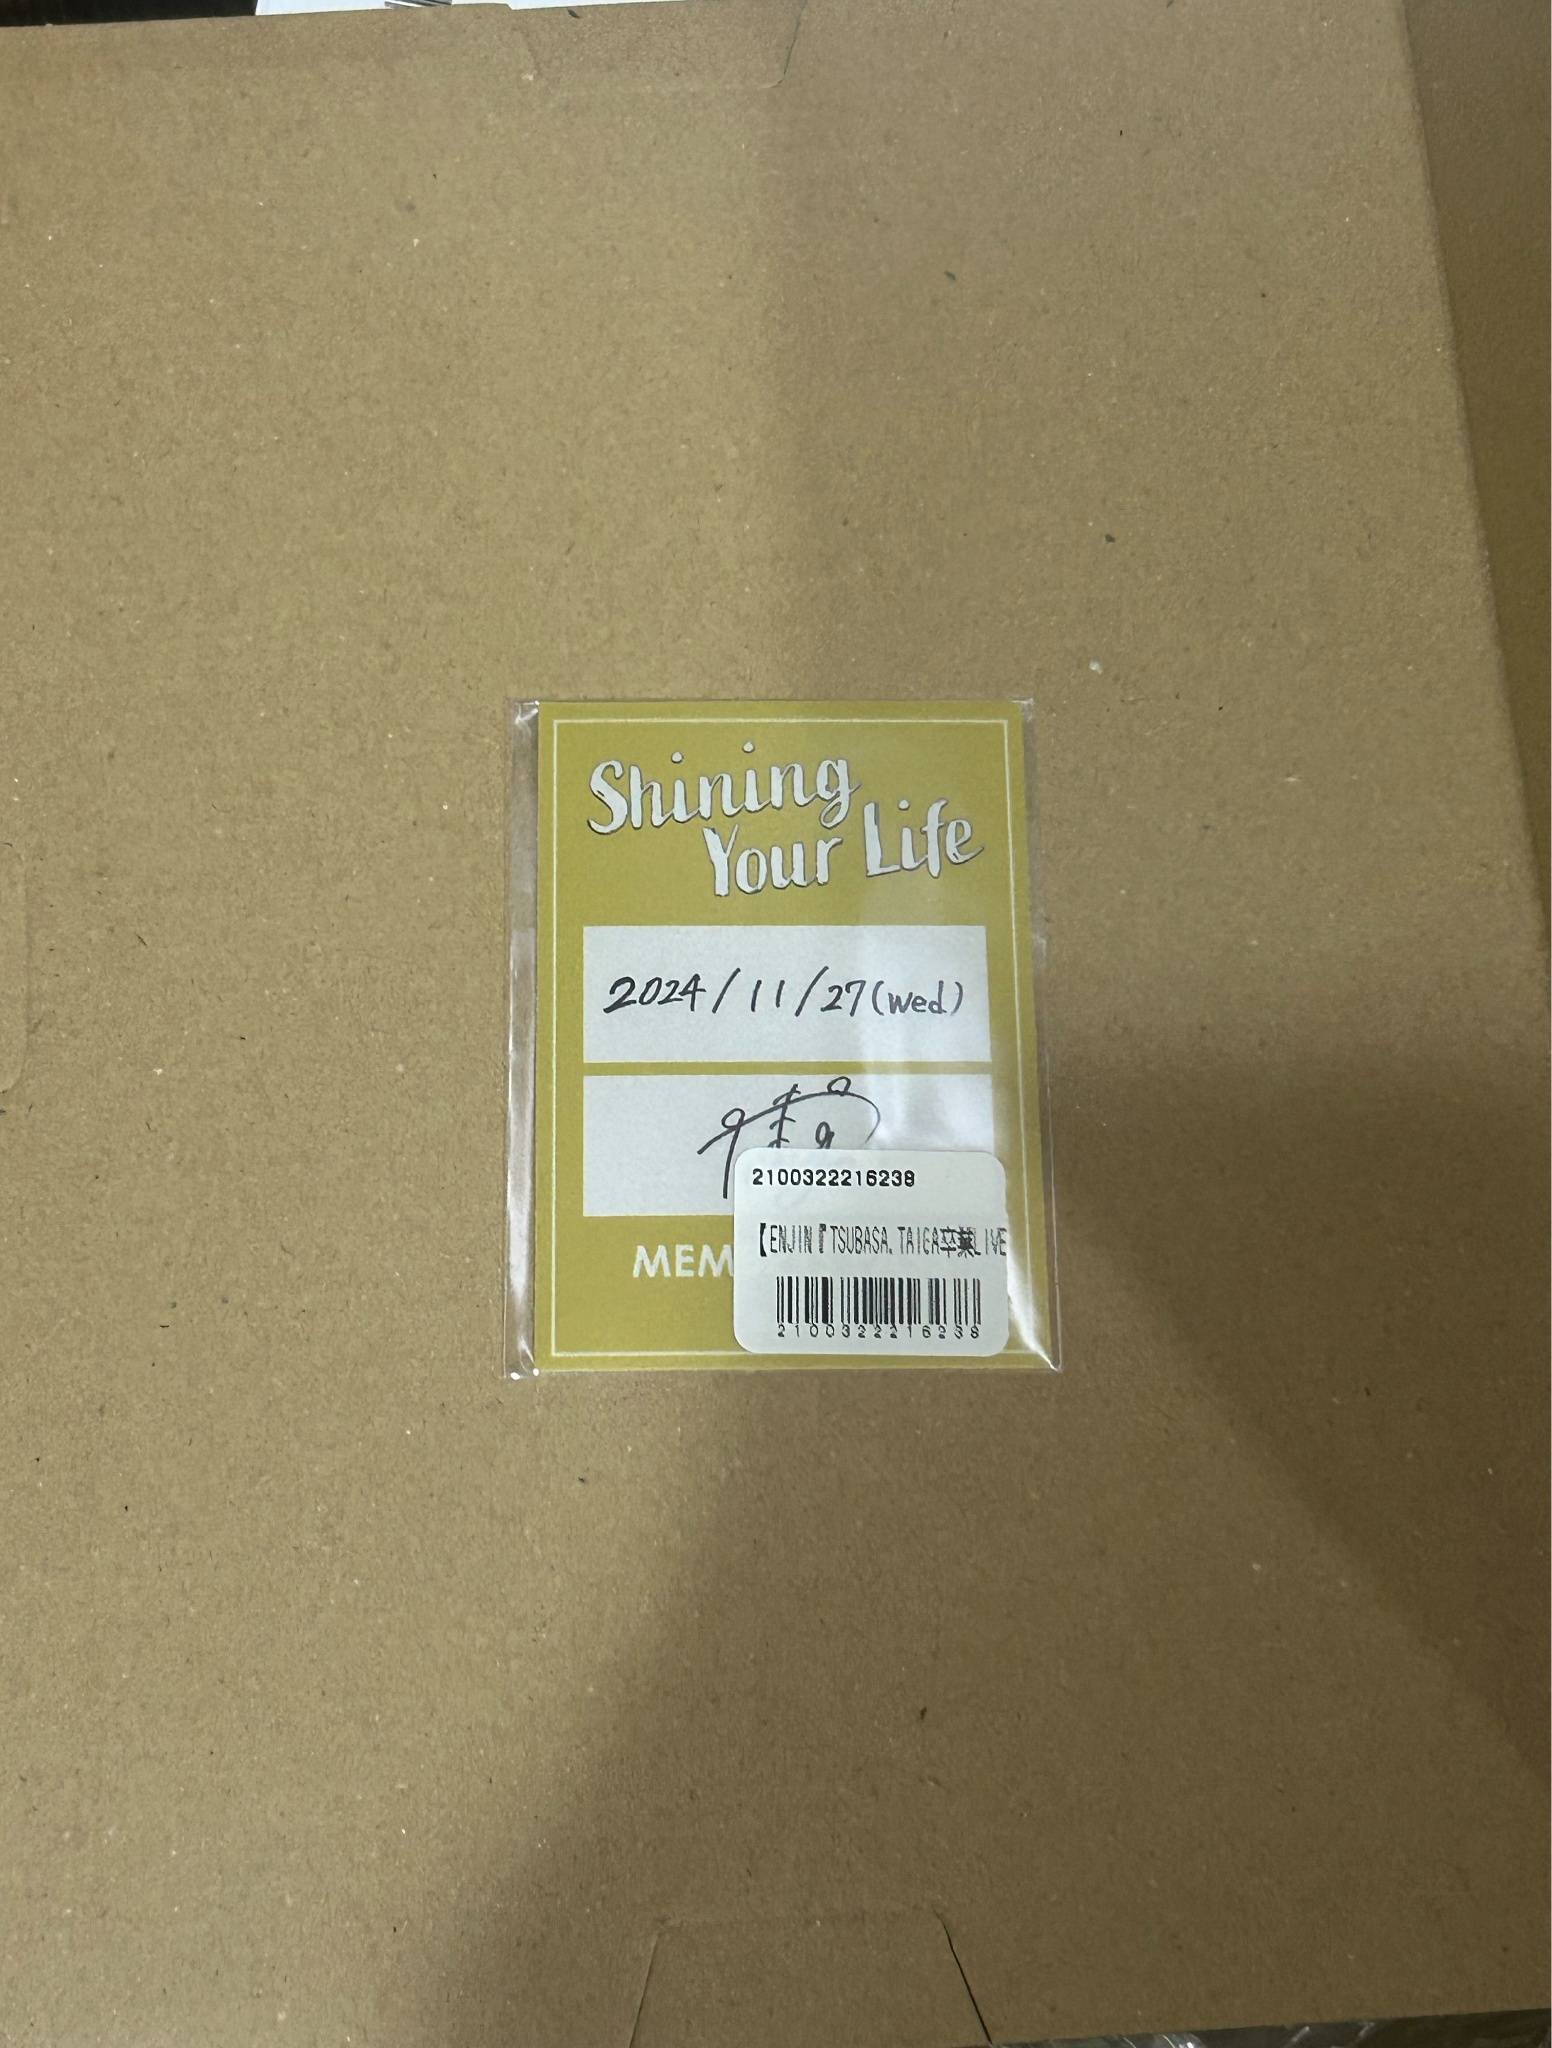 Shining
Your Life
2024/11/27(wed)
2100322216238
MEM
【ENJIN『TSUBASA.TAIGA卒業LIVE
2100322216238